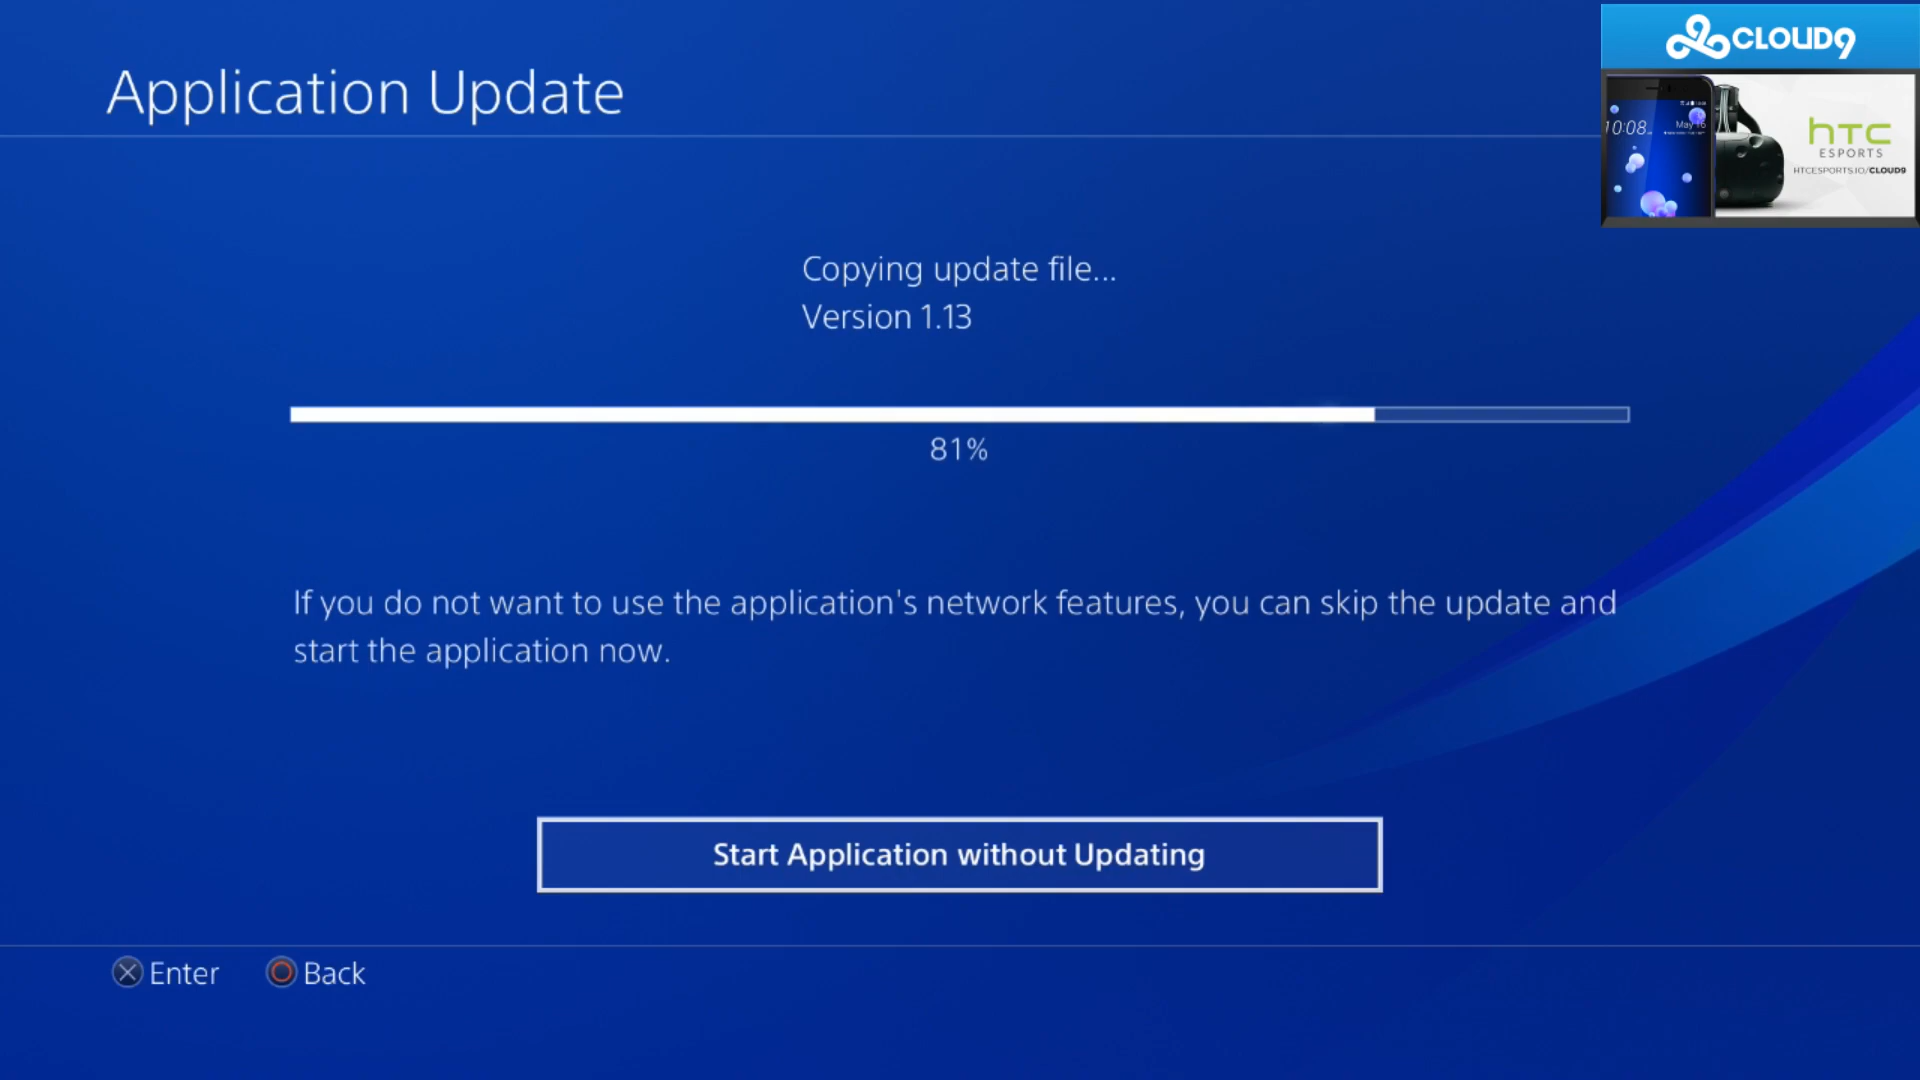 Application Update
CLOUD9
10:08
May 16
htc
ESPORTS
HTCESPORTS.IO/CLOUD9
Copying update file...
Version 1.13
81%
If you do not want to use the application's network features, you can skip the update and
start the application now.
Start Application without Updating
Enter
Back